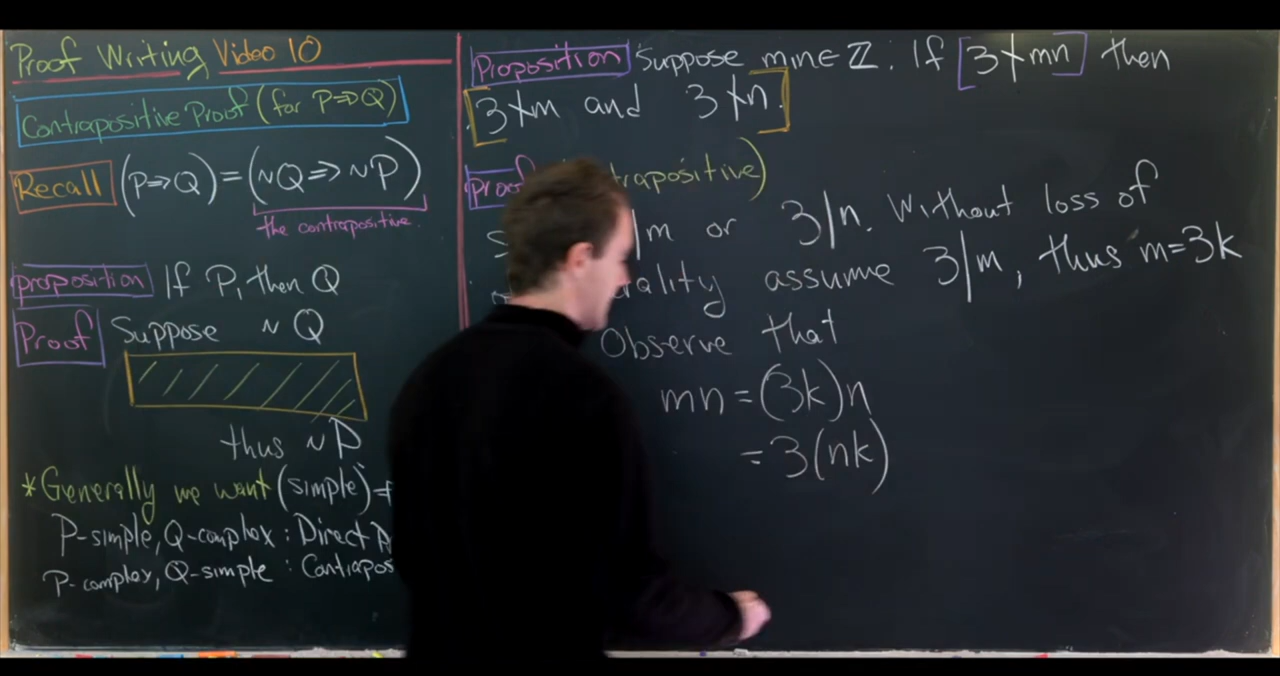 Proof Writing Video 10
Contrapositive Proof (for P⇒Q)
Recall (P⇒Q) = (~Q ⇒ ~P)
the contrapositive.
proposition If P, then Q
Proof Suppose ~Q
thus ~P
*Generally we want (simple) ⇒
P-simple, Q-complex : Direct
P-complex, Q-simple :
Proposition Suppose m,n∈ℤ. If [3∤mn] then
[3∤m and 3∤n.]
|m or 3|n. Without loss of
assume 3|m, thus m=3k
Observe that
mn = (3k)n
= 3(nk)